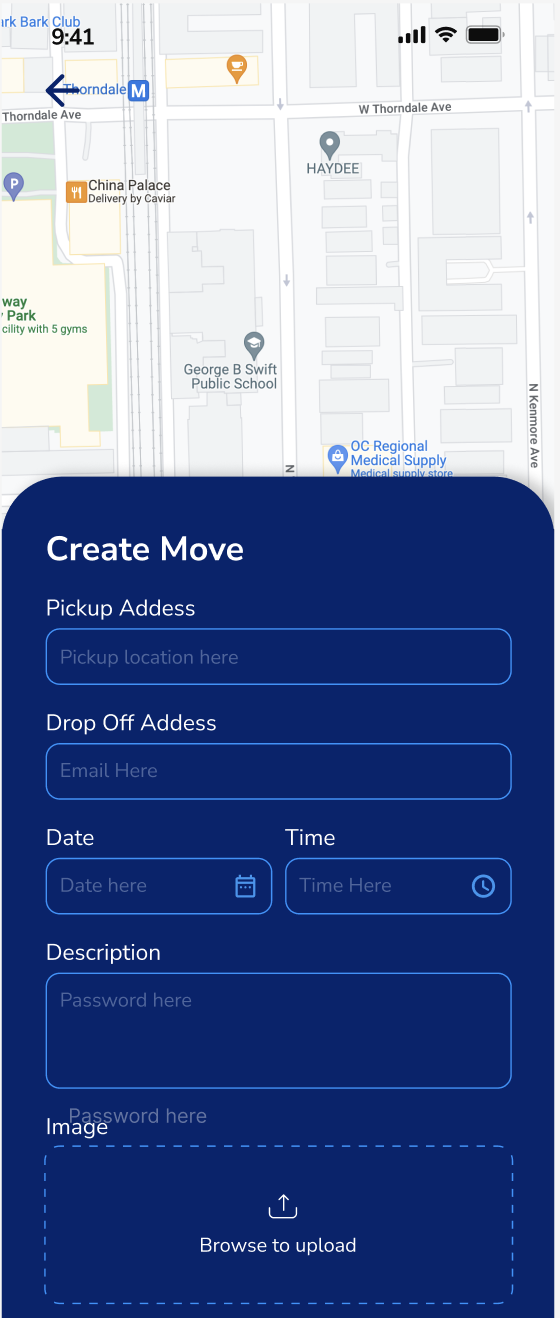 ark Bark Club
9:41
Thorndale
M
Thorndale Ave
W Thorndale Ave
HAYDEE
P
China Palace
Delivery by Caviar
way
Park
cility with 5 gyms
George B Swift
Public School
N Kenmore Ave
OC Regional
Medical Supply
Medical supply store
N
Create Move
Pickup Addess
Pickup location here
Drop Off Addess
Email Here
Date
Time
Date here
Time Here
Description
Password here
Password here
Image
Browse to upload